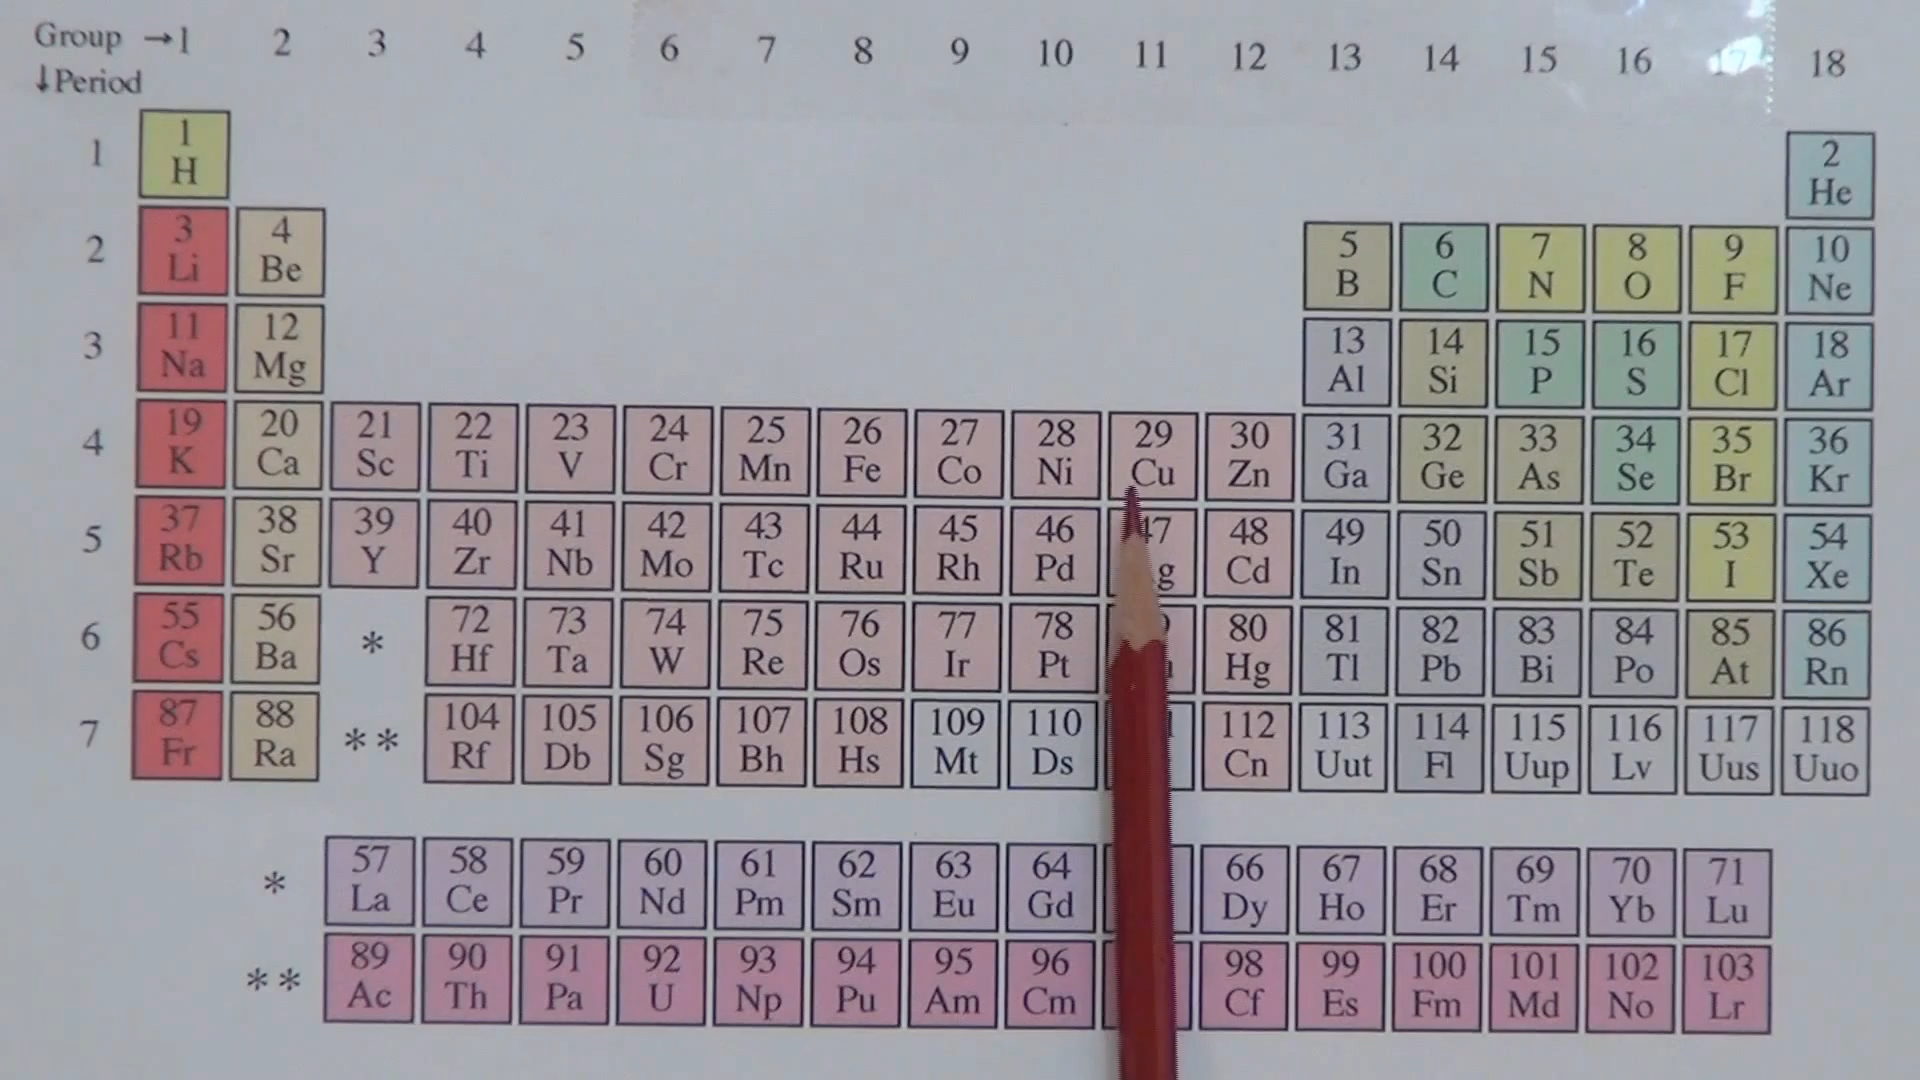 Group →1 2 3 4 5 6 7 8 9 10 11 12 13 14 15 16 17 18
↓Period
1 1 2
H He
2 3 4 5 6 7 8 9 10
Li Be B C N O F Ne
3 11 12 13 14 15 16 17 18
Na Mg Al Si P S Cl Ar
4 19 20 21 22 23 24 25 26 27 28 29 30 31 32 33 34 35 36
K Ca Sc Ti V Cr Mn Fe Co Ni Cu Zn Ga Ge As Se Br Kr
5 37 38 39 40 41 42 43 44 45 46 47 48 49 50 51 52 53 54
Rb Sr Y Zr Nb Mo Tc Ru Rh Pd Cd In Sn Sb Te I Xe
6 55 56 * 72 73 74 75 76 77 78 80 81 82 83 84 85 86
Cs Ba Hf Ta W Re Os Ir Pt Hg Tl Pb Bi Po At Rn
7 87 88 ** 104 105 106 107 108 109 110 112 113 114 115 116 117 118
Fr Ra Rf Db Sg Bh Hs Mt Ds Cn Uut Fl Uup Lv Uus Uuo
* 57 58 59 60 61 62 63 64 66 67 68 69 70 71
La Ce Pr Nd Pm Sm Eu Gd Dy Ho Er Tm Yb Lu
** 89 90 91 92 93 94 95 96 98 99 100 101 102 103
Ac Th Pa U Np Pu Am Cm Cf Es Fm Md No Lr